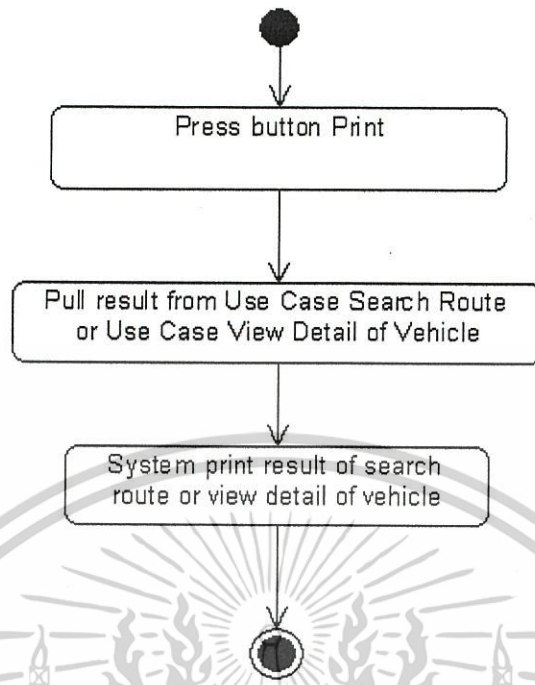 Press button Print
Pull result from Use Case Search Route
or Use Case View Detail of Vehicle
System print result of search
route or view detail of vehicle